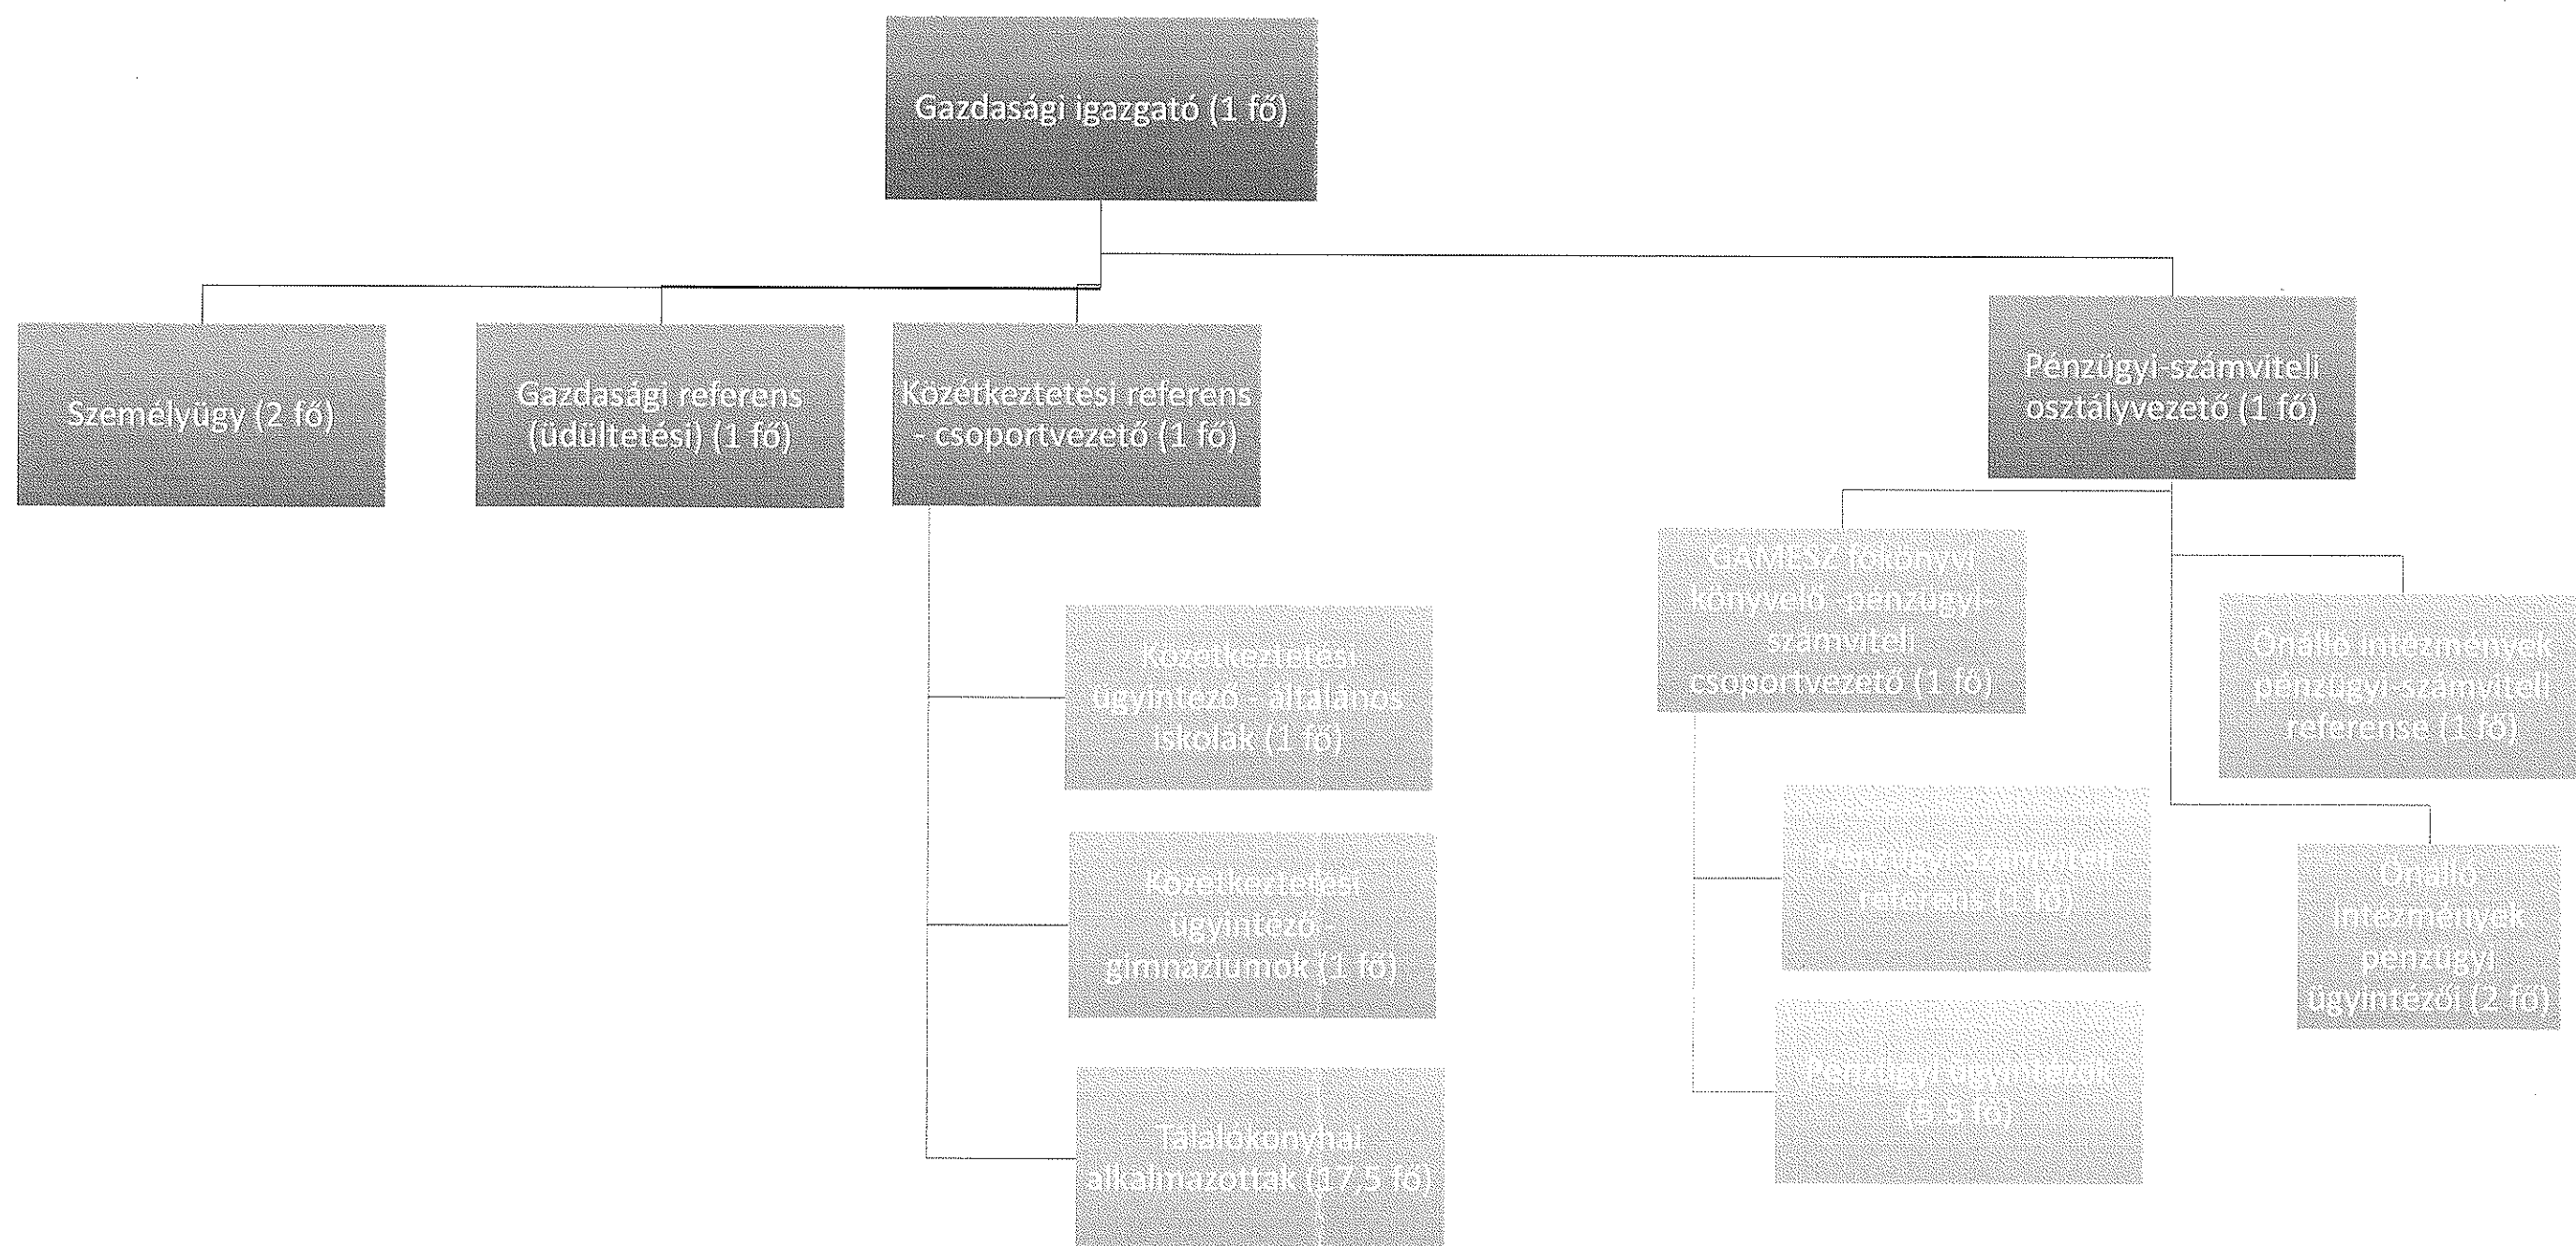 Gazdasági igazgató (1 fő)
Személyügy (2 fő)
Gazdasági referens
(üdültetési) (1 fő)
Közétkeztetési referens
- csoportvezető (1 fő)
Pénzügyi-számviteli
osztályvezető (1 fő)
GAMESZ főkönyvi
könyvelő -pénzügyi-
számviteli
csoportvezető (1 fő)
Önálló intézmények
pénzügyi-számviteli
referense (1 fő)
Közétkeztetési
ügyintéző - általános
iskolák (1 fő)
Közétkeztetési
ügyintéző -
gimnáziumok (1 fő)
Tálalókonyhai
alkalmazottak (17,5 fő)
Pénzügyi-számviteli
referens (1 fő)
Pénzügyi ügyintézők
(5,5 fő)
Önálló
intézmények
pénzügyi
ügyintézői (2 fő)